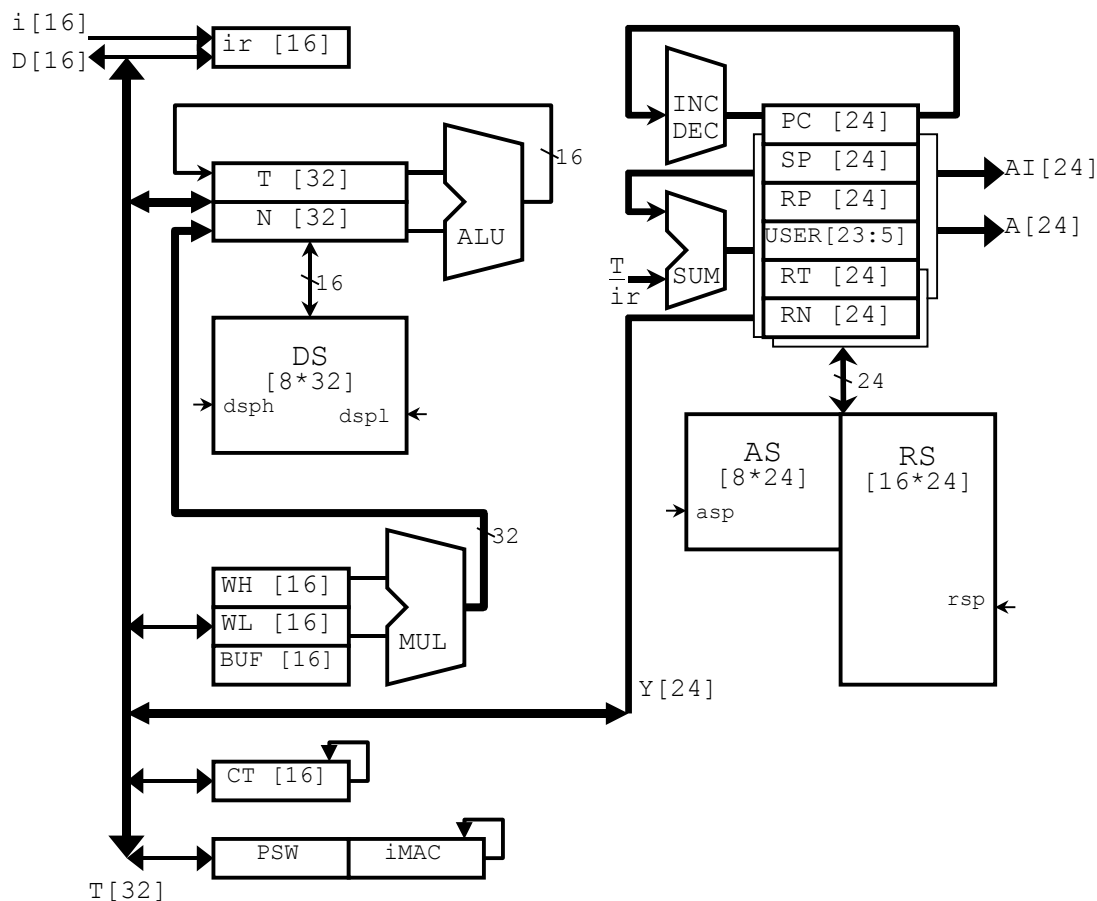 i[16]
D[16]
ir [16]
INC
DEC
PC [24]
SP [24]
RP [24]
USER[23:5]
RT [24]
RN [24]
AI[24]
A[24]
T [32]
N [32]
ALU
16
16
T
ir
SUM
DS
[8*32]
dsph
dspl
24
AS
[8*24]
asp
RS
[16*24]
rsp
32
WH [16]
WL [16]
BUF [16]
MUL
Y[24]
CT [16]
PSW
iMAC
T[32]